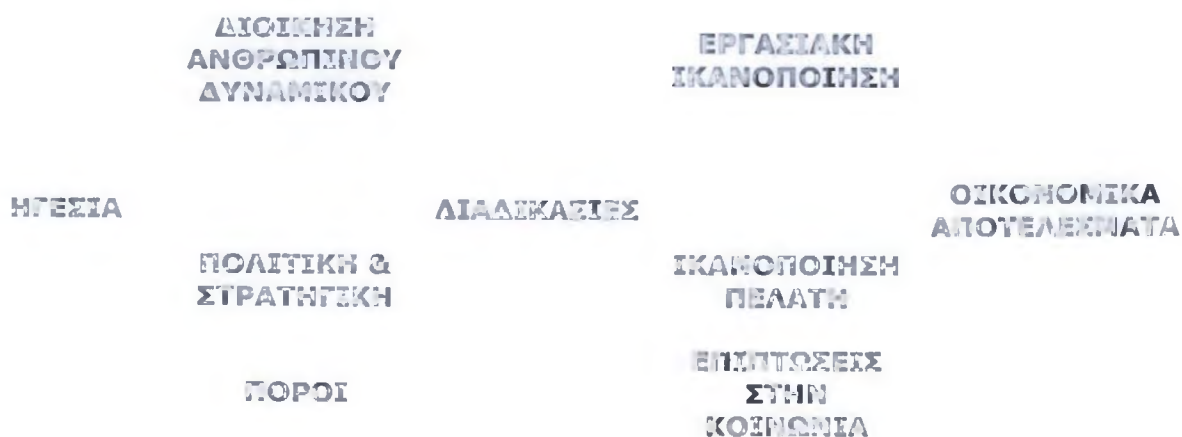 ΔΙΟΙΚΗΣΗ
ΑΝΘΡΩΠΙΝΟΥ
ΔΥΝΑΜΙΚΟΥ
ΕΡΓΑΣΙΑΚΗ
ΙΚΑΝΟΠΟΙΗΣΗ
ΗΓΕΣΙΑ
ΔΙΑΔΙΚΑΣΙΕΣ
ΟΙΚΟΝΟΜΙΚΑ
ΑΠΟΤΕΛΕΣΜΑΤΑ
ΠΟΛΙΤΙΚΗ &
ΣΤΡΑΤΗΓΙΚΗ
ΙΚΑΝΟΠΟΙΗΣΗ
ΠΕΛΑΤΗ
ΠΟΡΟΙ
ΕΠΙΠΤΩΣΕΙΣ
ΣΤΗΝ
ΚΟΙΝΩΝΙΑ